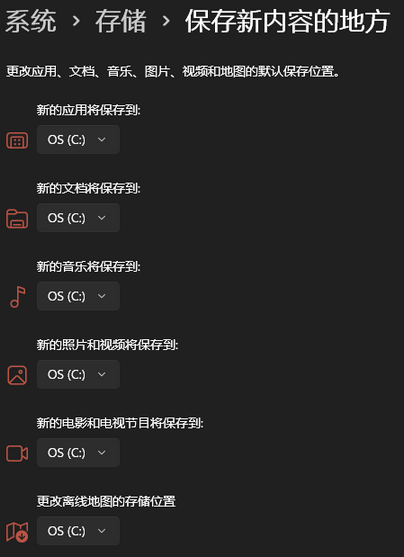 系统 > 存储 > 保存新内容的地方
更改应用、文档、音乐、图片、视频和地图的默认保存位置。
新的应用将保存到:
OS (C:)
新的文档将保存到:
OS (C:)
新的音乐将保存到:
OS (C:)
新的照片和视频将保存到:
OS (C:)
新的电影和电视节目将保存到:
OS (C:)
更改离线地图的存储位置
OS (C:)